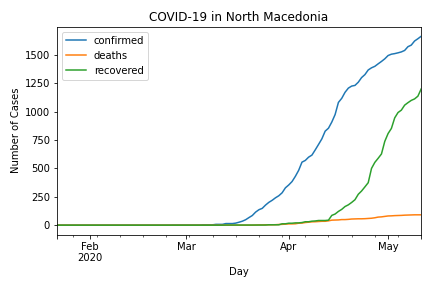 COVID-19 in North Macedonia
confirmed
deaths
recovered
Number of Cases
1500
1250
1000
750
500
250
0
Feb
2020
Mar
Apr
May
Day